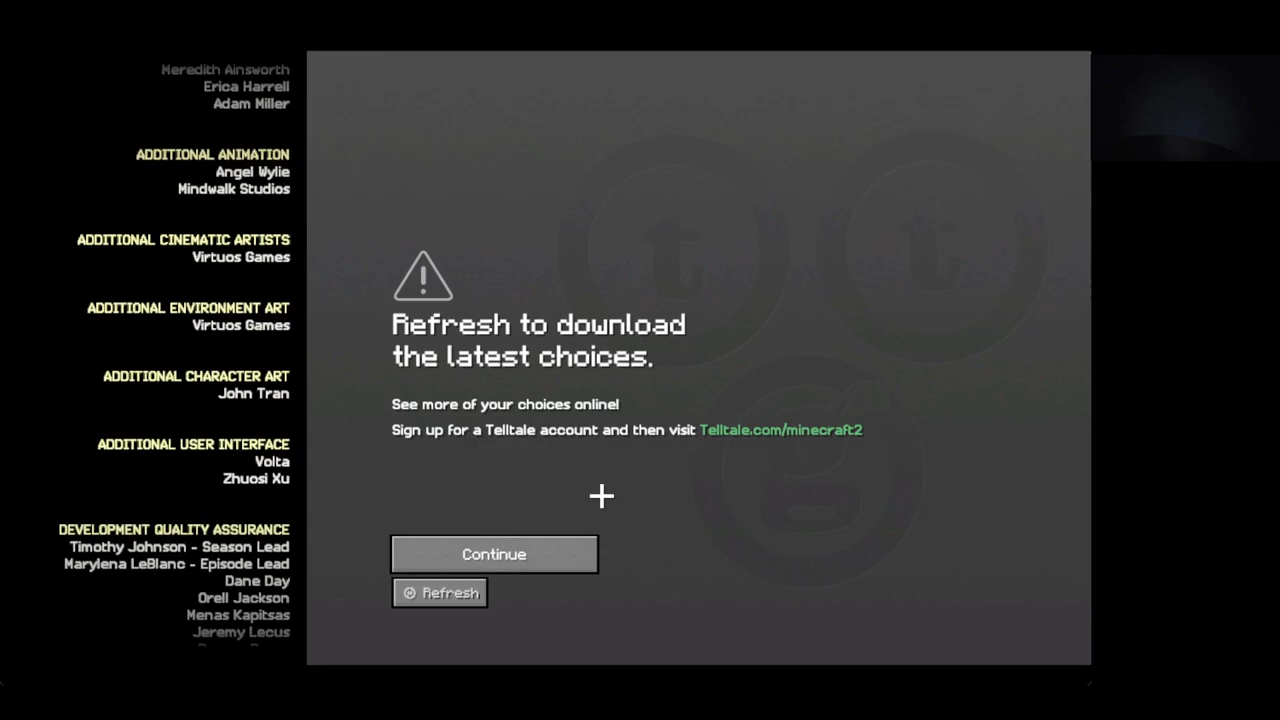 Meredith Ainsworth
Erica Harrell
Adam Miller
ADDITIONAL ANIMATION
Angel Wylie
Mindwalk Studios
ADDITIONAL CINEMATIC ARTISTS
Virtuos Games
ADDITIONAL ENVIRONMENT ART
Virtuos Games
ADDITIONAL CHARACTER ART
John Tran
ADDITIONAL USER INTERFACE
Volta
Zhuosi Xu
DEVELOPMENT QUALITY ASSURANCE
Timothy Johnson - Season Lead
Marylena LeBlanc - Episode Lead
Dane Day
Orell Jackson
Menas Kapitsas
Jeremy Lecus
Refresh to download
the latest choices.
See more of your choices online!
Sign up for a Telltale account and then visit Telltale.com/minecraft2
Continue
Refresh